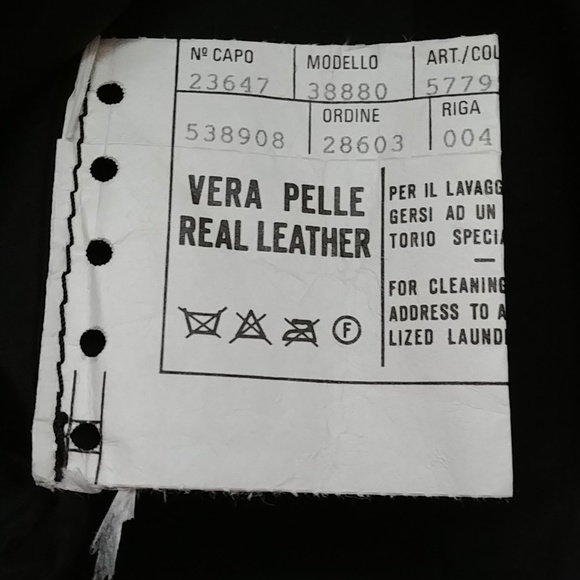 Nº CAPO MODELLO ART./COL
23647 38880 5779
ORDINE RIGA
538908 28603 004
VERA PELLE
REAL LEATHER
PER IL LAVAGG
GERSI AD UN
TORIO SPECIA
FOR CLEANING
ADDRESS TO A
LIZED LAUND
F